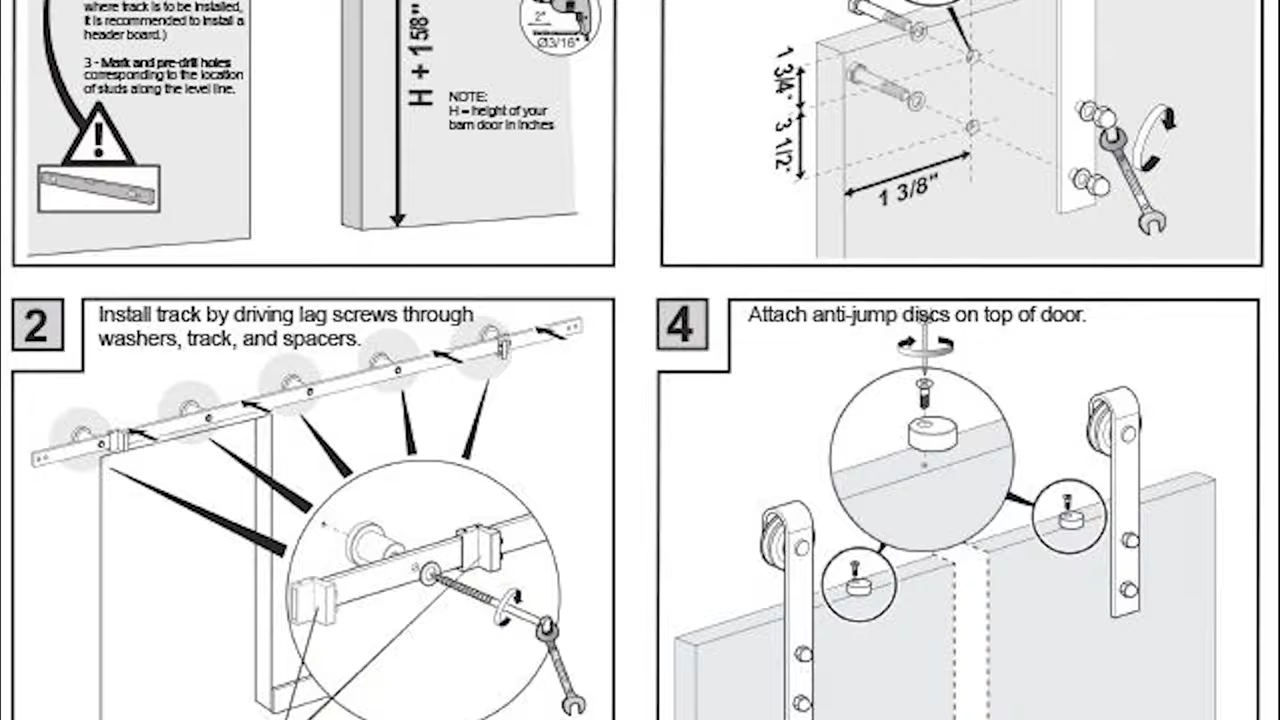 where track is to be installed,
it is recommended to install a
header board.)
3 - Mark and pre-drill holes
corresponding to the location
of studs along the level line.
H + 1 5/8"
2"
Ø3/16"
NOTE:
H = height of your
barn door in inches
1 3/4"
3 1/2"
1 3/8"
2
Install track by driving lag screws through
washers, track, and spacers.
4
Attach anti-jump discs on top of door.